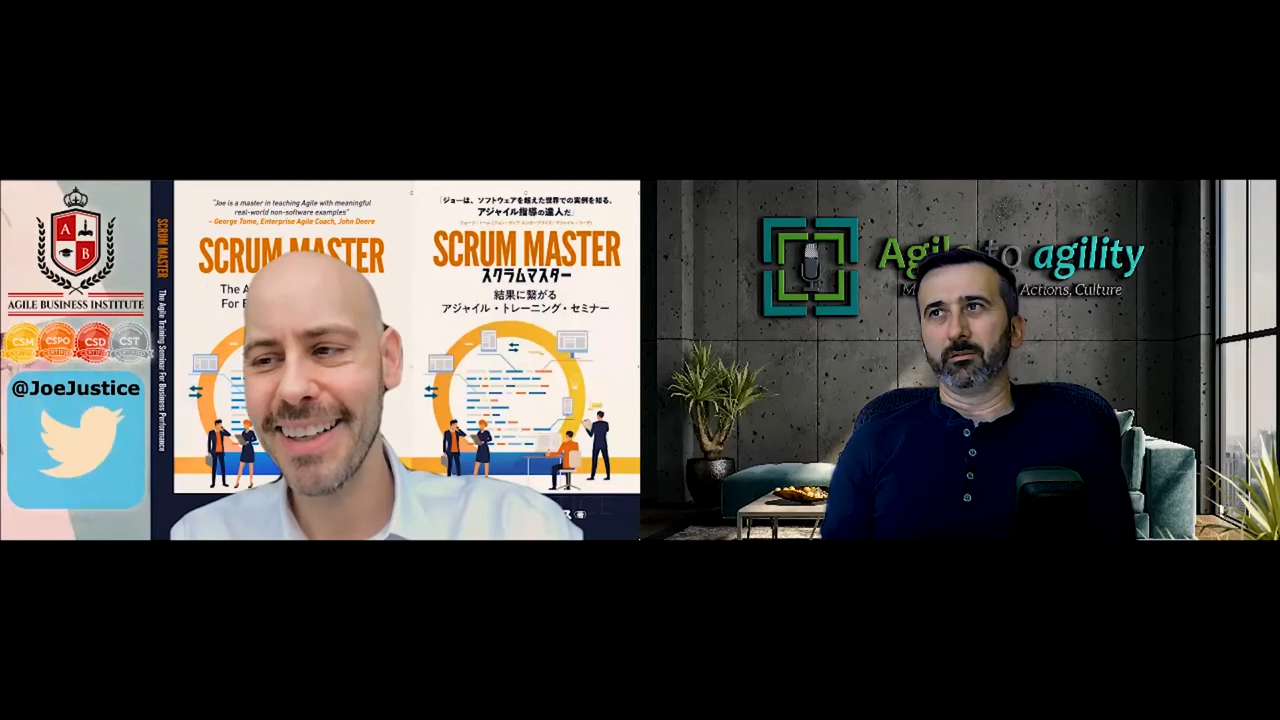 A B
AGILE BUSINESS INSTITUTE
CSM
CSPO
CSD
CST
@JoeJustice
SCRUM MASTER The Agile Training Seminar For Business Performance
"Joe is a master in teaching Agile with meaningful
real-world non-software examples"
- George Tome, Enterprise Agile Coach, John Deere
SCRUM MASTER
The A
For B
「ジョーは、ソフトウェアを超えた世界での実例を知る、
アジャイル指導の達人だ」
SCRUM MASTER
スクラムマスター
結果に繋がる
アジャイル・トレーニング・セミナー
Agile to agility
Actions, Culture